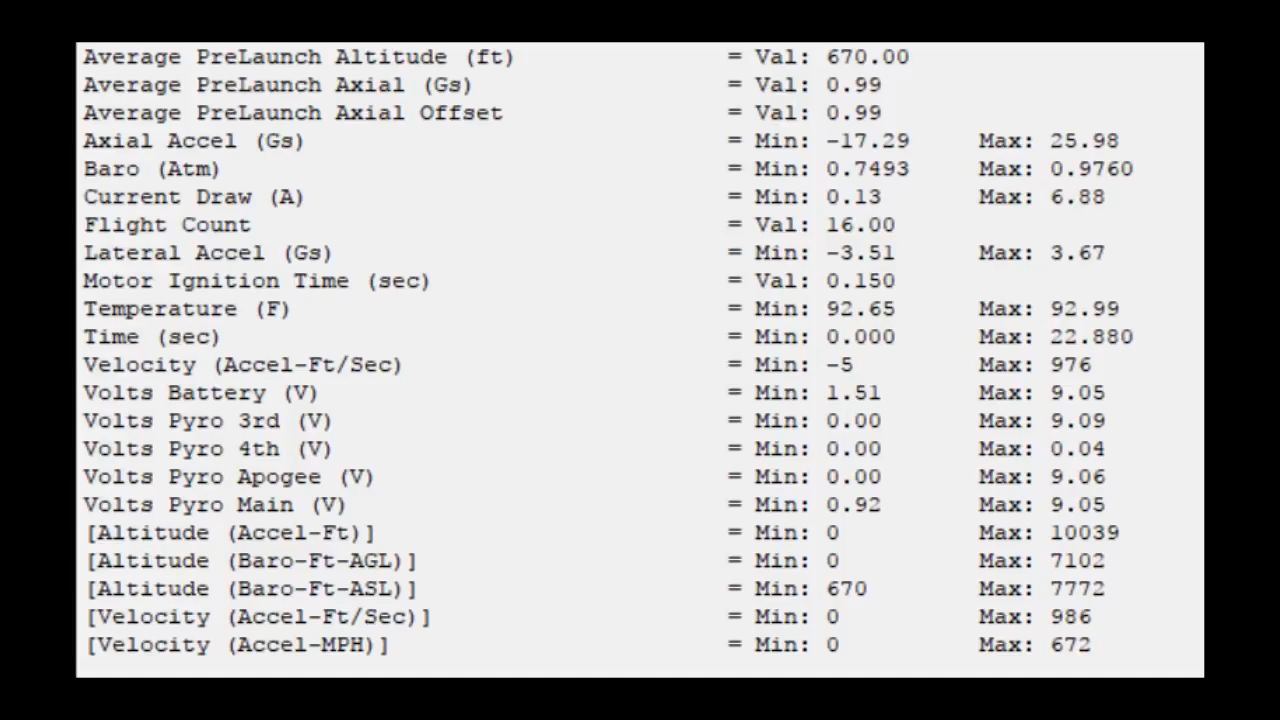 Average PreLaunch Altitude (ft) = Val: 670.00
Average PreLaunch Axial (Gs) = Val: 0.99
Average PreLaunch Axial Offset = Val: 0.99
Axial Accel (Gs) = Min: -17.29 Max: 25.98
Baro (Atm) = Min: 0.7493 Max: 0.9760
Current Draw (A) = Min: 0.13 Max: 6.88
Flight Count = Val: 16.00
Lateral Accel (Gs) = Min: -3.51 Max: 3.67
Motor Ignition Time (sec) = Val: 0.150
Temperature (F) = Min: 92.65 Max: 92.99
Time (sec) = Min: 0.000 Max: 22.880
Velocity (Accel-Ft/Sec) = Min: -5 Max: 976
Volts Battery (V) = Min: 1.51 Max: 9.05
Volts Pyro 3rd (V) = Min: 0.00 Max: 9.09
Volts Pyro 4th (V) = Min: 0.00 Max: 0.04
Volts Pyro Apogee (V) = Min: 0.00 Max: 9.06
Volts Pyro Main (V) = Min: 0.92 Max: 9.05
[Altitude (Accel-Ft)] = Min: 0 Max: 10039
[Altitude (Baro-Ft-AGL)] = Min: 0 Max: 7102
[Altitude (Baro-Ft-ASL)] = Min: 670 Max: 7772
[Velocity (Accel-Ft/Sec)] = Min: 0 Max: 986
[Velocity (Accel-MPH)] = Min: 0 Max: 672